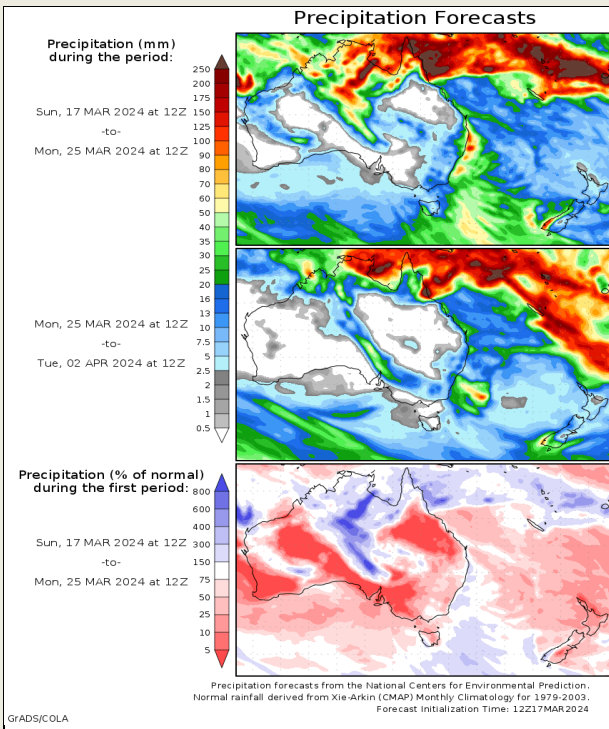 Precipitation Forecasts
Precipitation (mm)
during the period:
Sun, 17 MAR 2024 at 12Z
-to-
Mon, 25 MAR 2024 at 12Z
250
200
175
150
125
100
90
80
70
60
50
40
35
30
25
20
16
13
10
7.5
5
2.5
2
1.5
1
0.5
Mon, 25 MAR 2024 at 12Z
-to-
Tue, 02 APR 2024 at 12Z
Precipitation (% of normal)
during the first period:
Sun, 17 MAR 2024 at 12Z
-to-
Mon, 25 MAR 2024 at 12Z
800
600
400
300
150
75
50
25
10
5
Precipitation forecasts from the National Centers for Environmental Prediction.
Normal rainfall derived from Xie-Arkin (CMAP) Monthly Climatology for 1979-2003.
Forecast Initialization Time: 12Z17MAR2024
GrADS/COLA